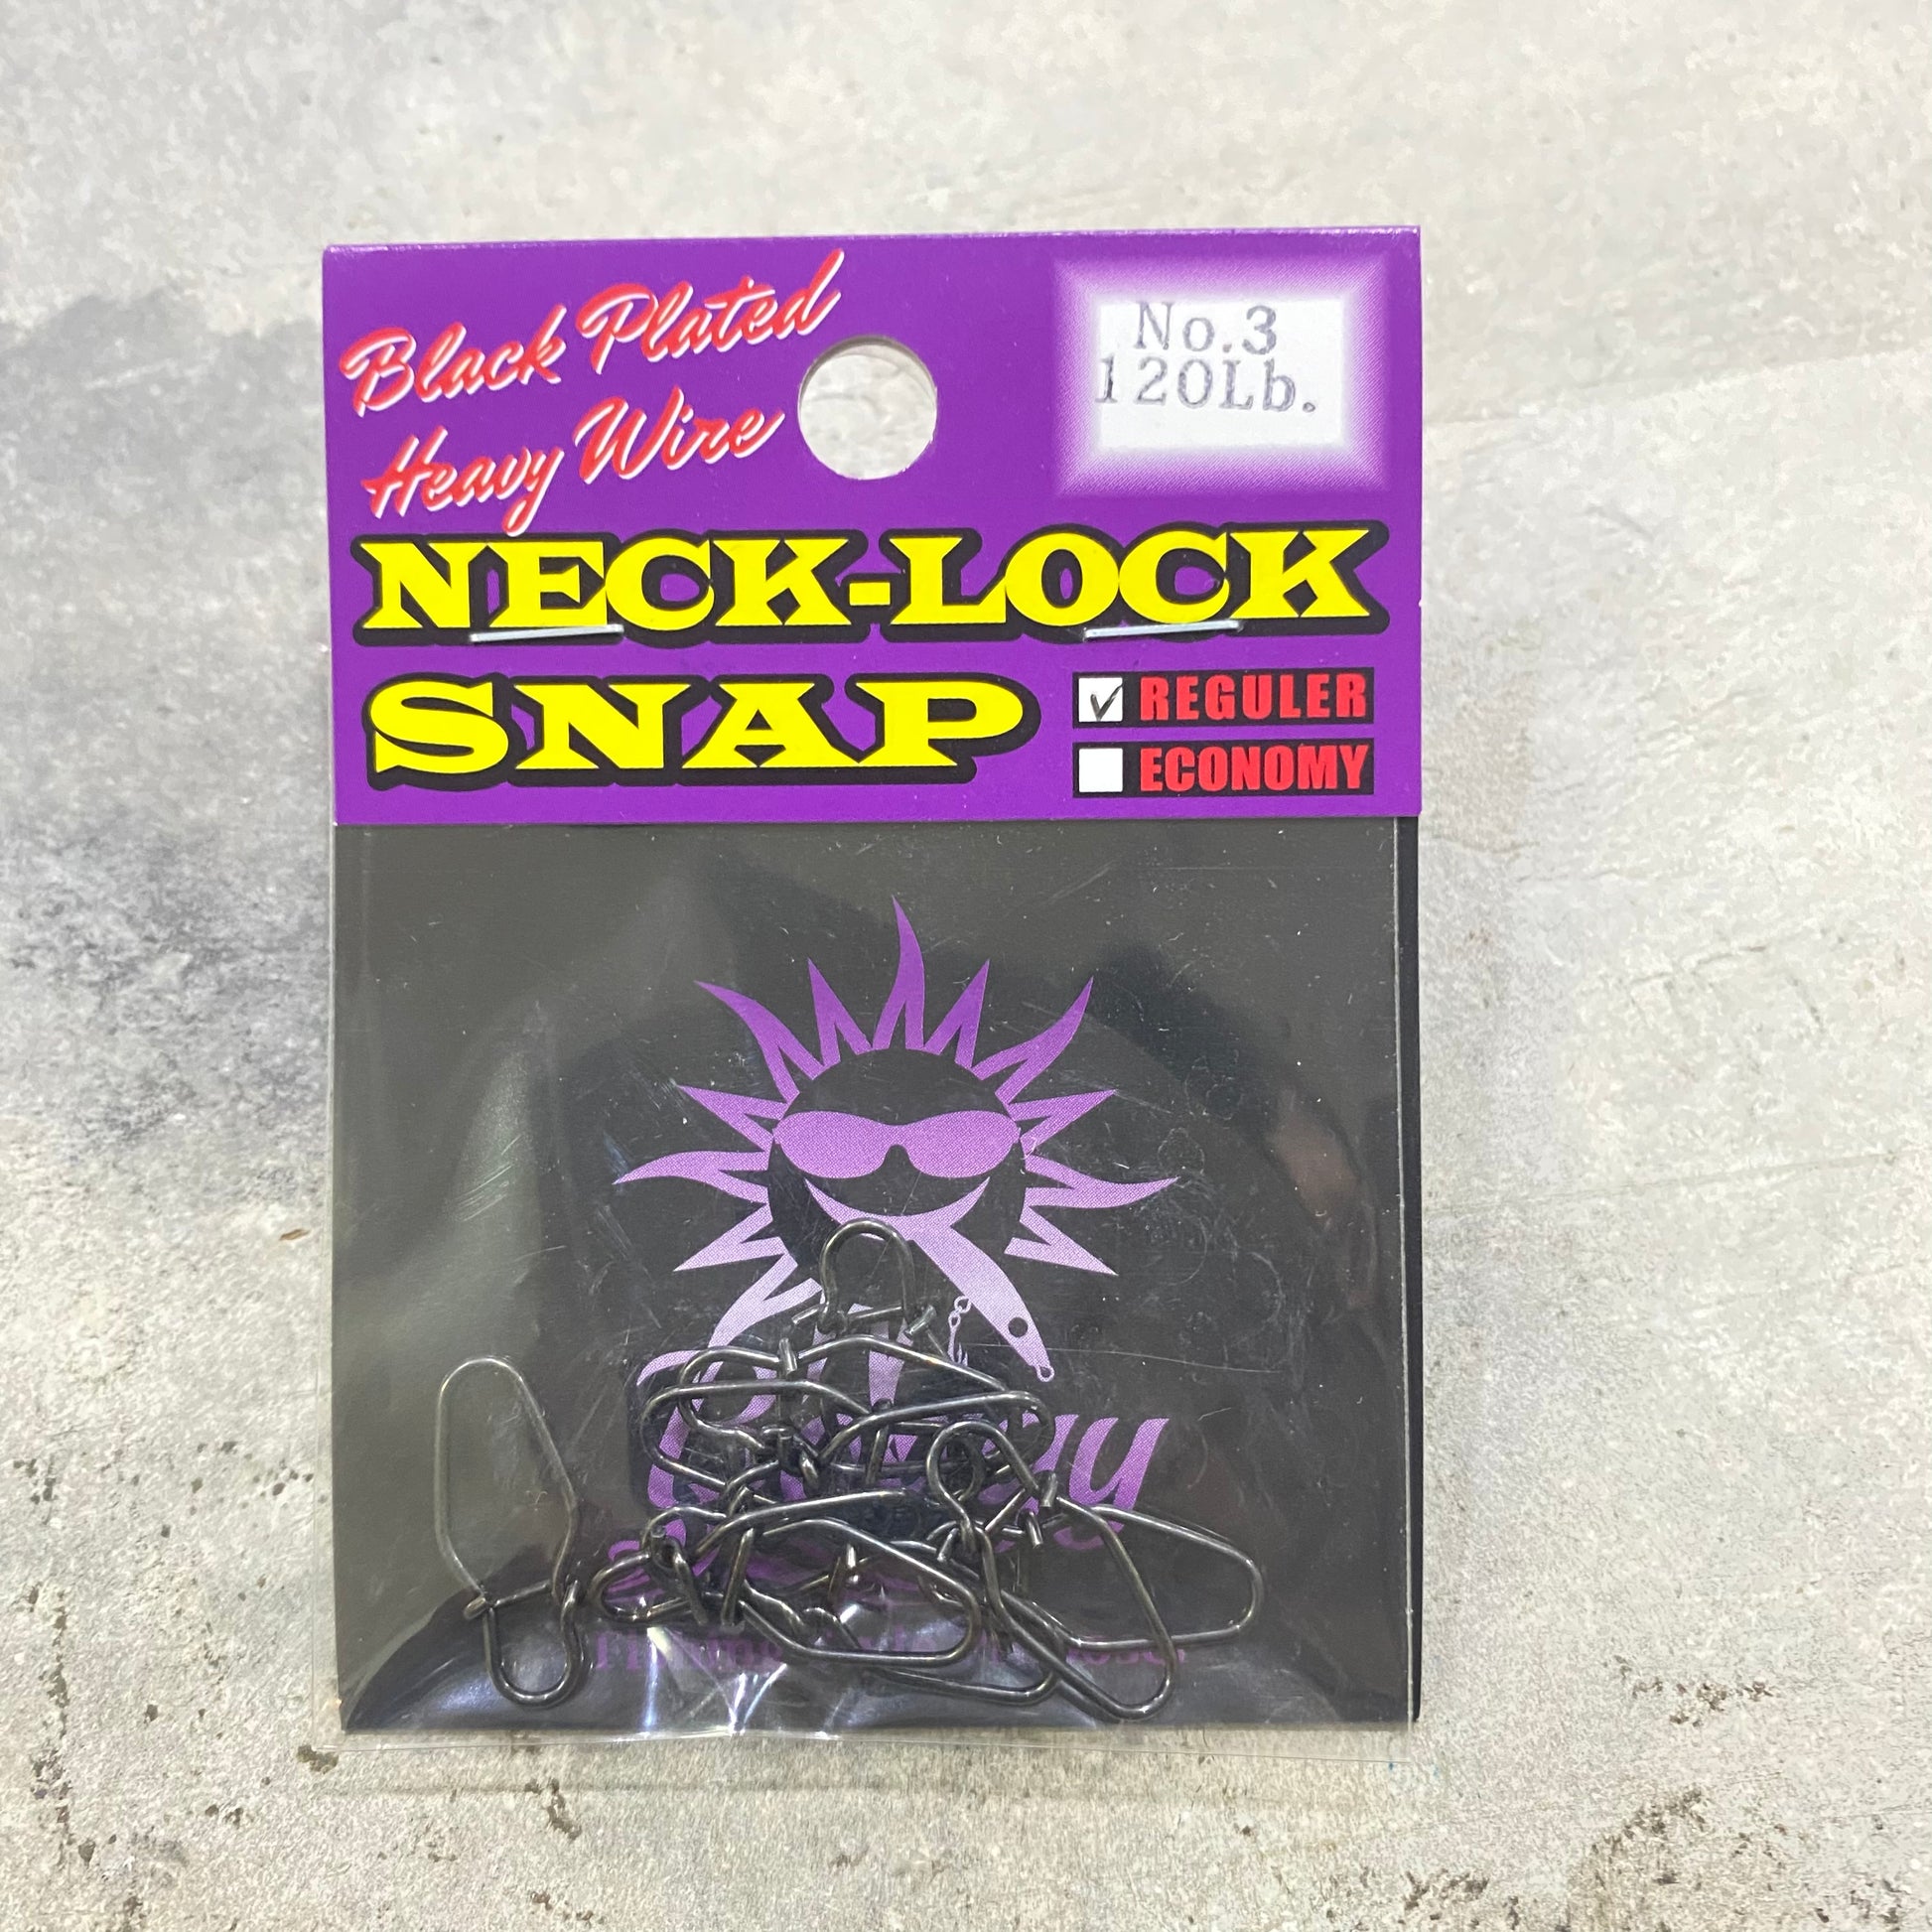 Black Plated
Heavy Wire
No.3
120Lb.
NECK-LOCK
SNAP
REGULER
ECONOMY